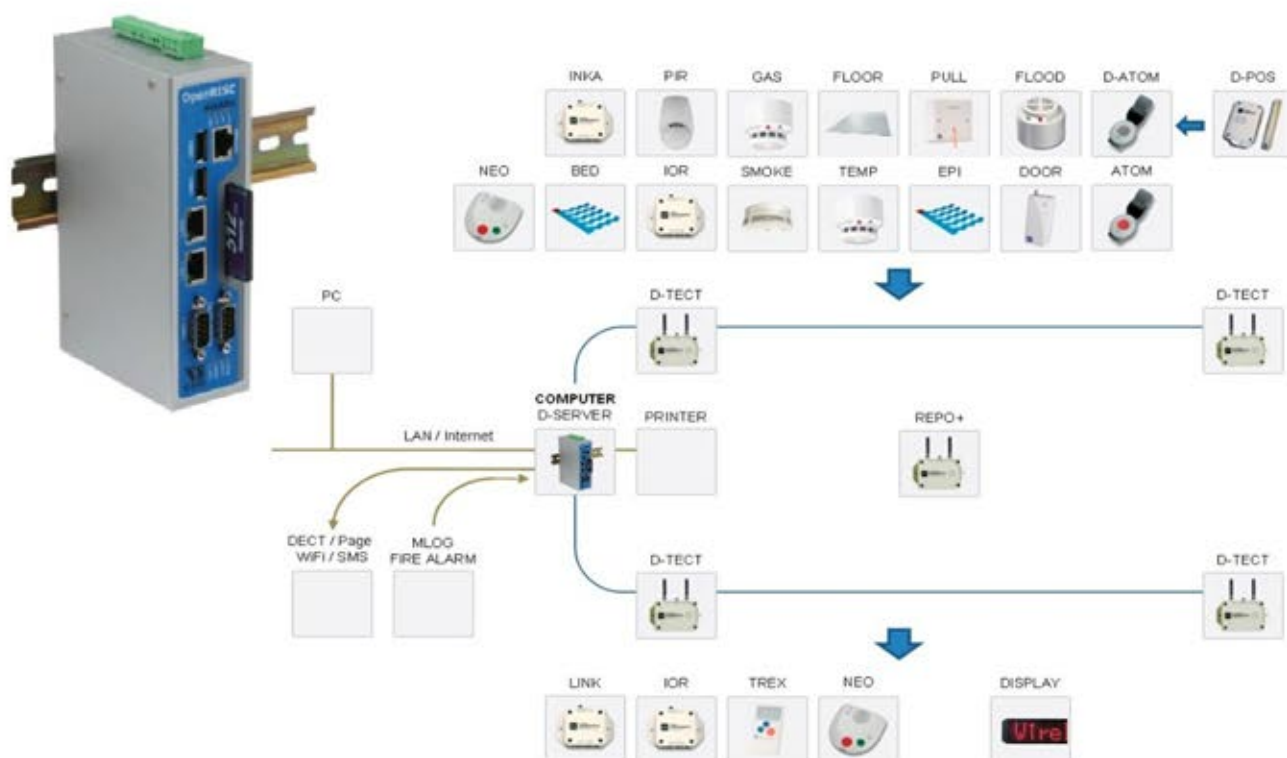 OpenRISC
INKA PIR GAS FLOOR PULL FLOOD D-ATOM D-POS
NEO BED IOR SMOKE TEMP EPI DOOR ATOM
PC
D-TECT D-TECT
COMPUTER
D-SERVER
PRINTER
REPO+
LAN / Internet
DECT / Page
WiFi / SMS
MLOG
FIRE ALARM
D-TECT D-TECT
LINK IOR TREX NEO DISPLAY
Wirel